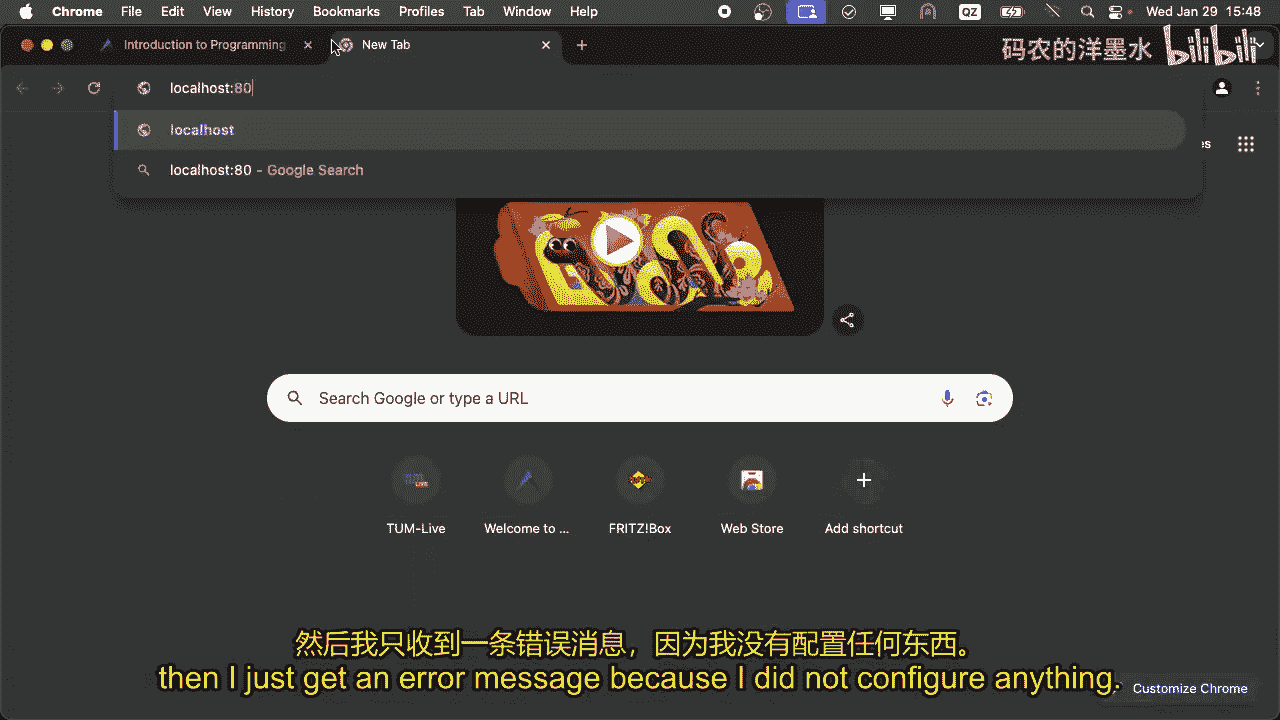 Chrome File Edit View History Bookmarks Profiles Tab Window Help QZ Wed Jan 29 15:48
Introduction to Programming New Tab
码农的洋墨水 bilibili
localhost:80
localhost
localhost:80 - Google Search
es
Search Google or type a URL
TUM-Live Welcome to ... FRITZ!Box Web Store Add shortcut
然后我只收到一条错误消息，因为我没有配置任何东西。
then I just get an error message because I did not configure anything.
Customize Chrome